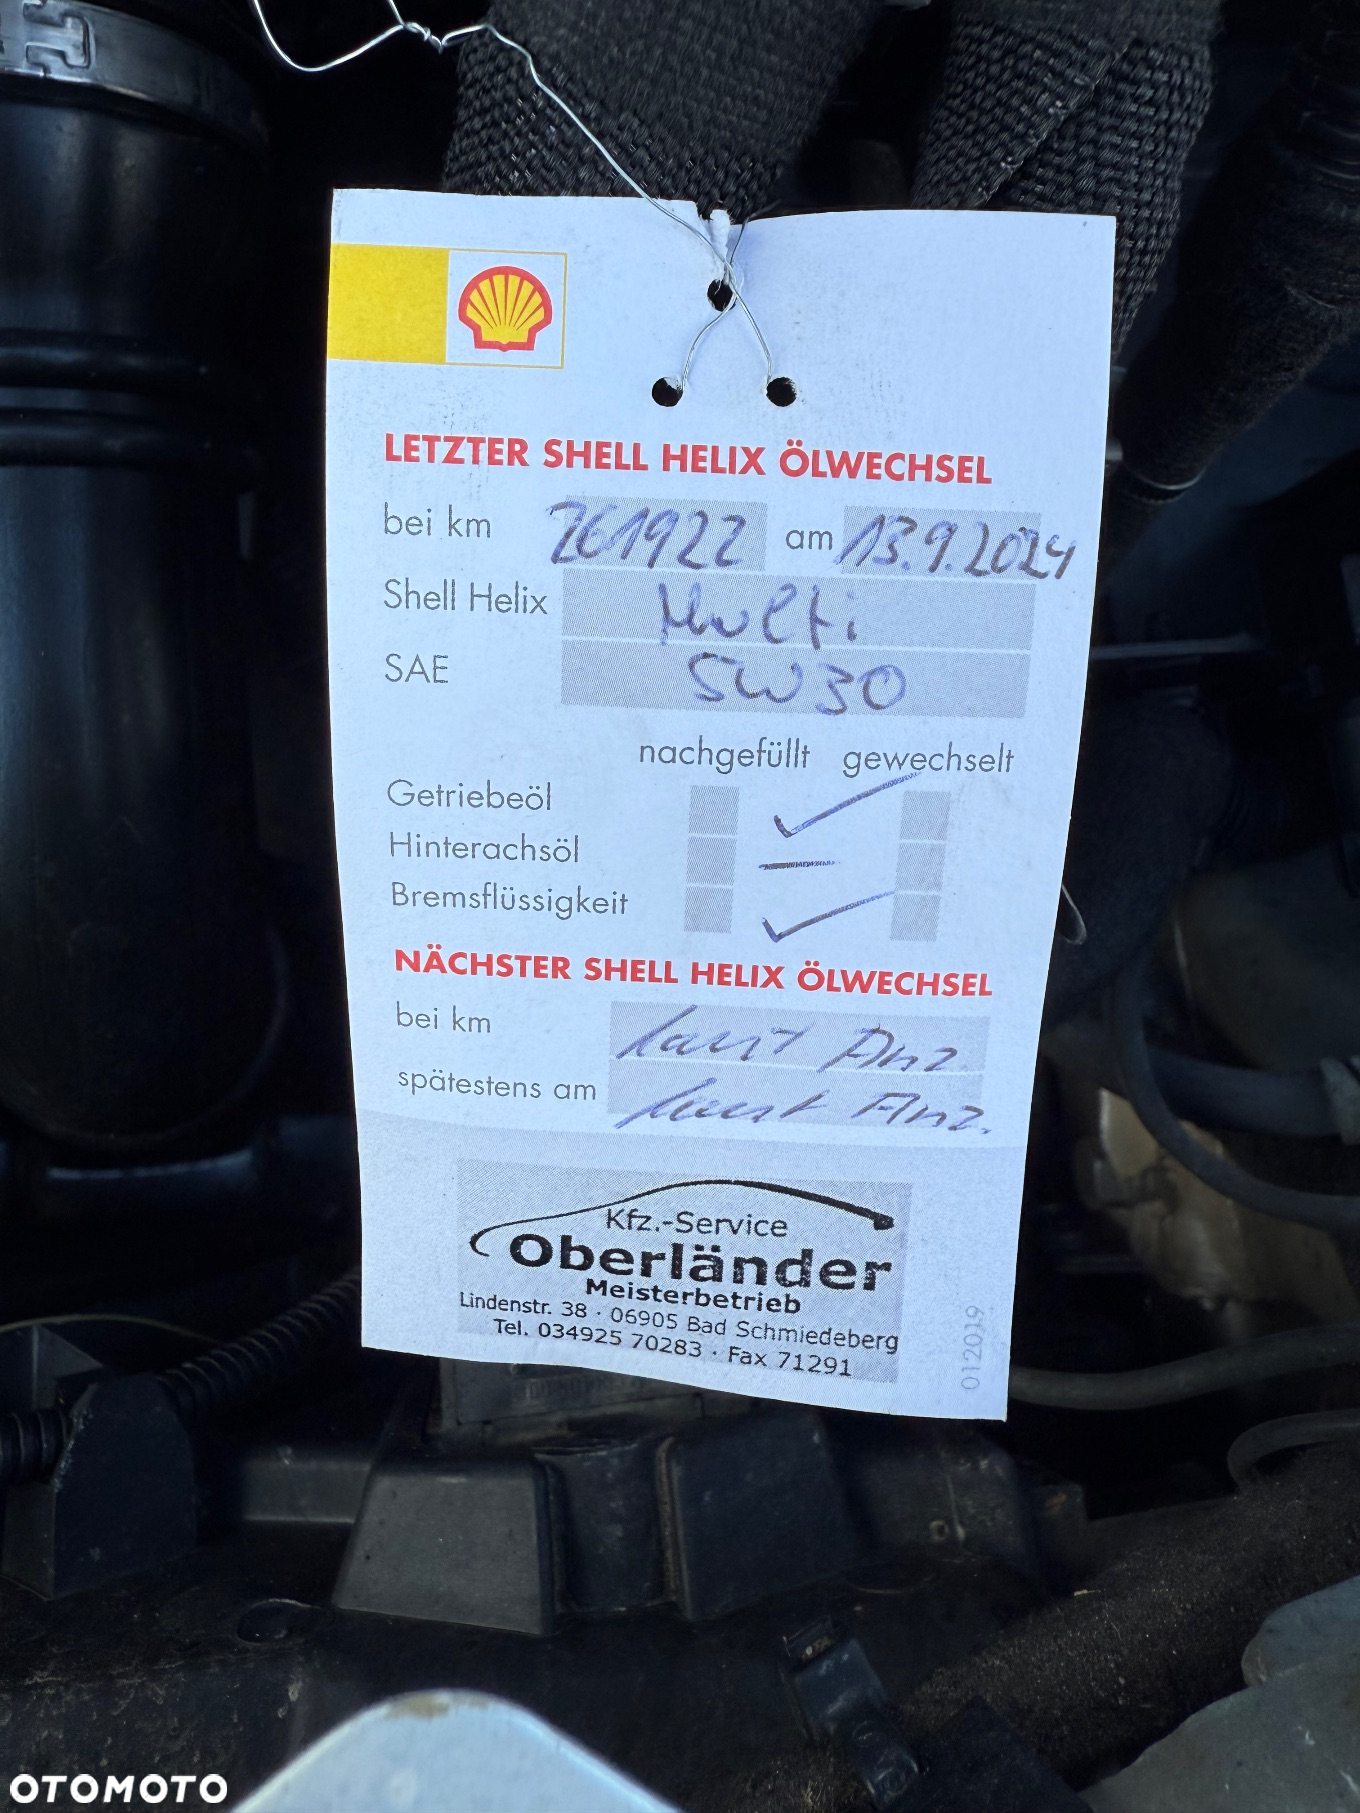 LETZTER SHELL HELIX ÖLWECHSEL
bei km 261922 am 13.9.2024
Shell Helix Multi
SAE 5W30
nachgefüllt gewechselt
Getriebeöl
Hinterachsöl
Bremsflüssigkeit
NÄCHSTER SHELL HELIX ÖLWECHSEL
bei km laut Anz.
spätestens am laut Anz.
Kfz.-Service
Oberländer
Meisterbetrieb
Lindenstr. 38 · 06905 Bad Schmiedeberg
Tel. 034925 70283 · Fax 71291
012019
OTOMOTO